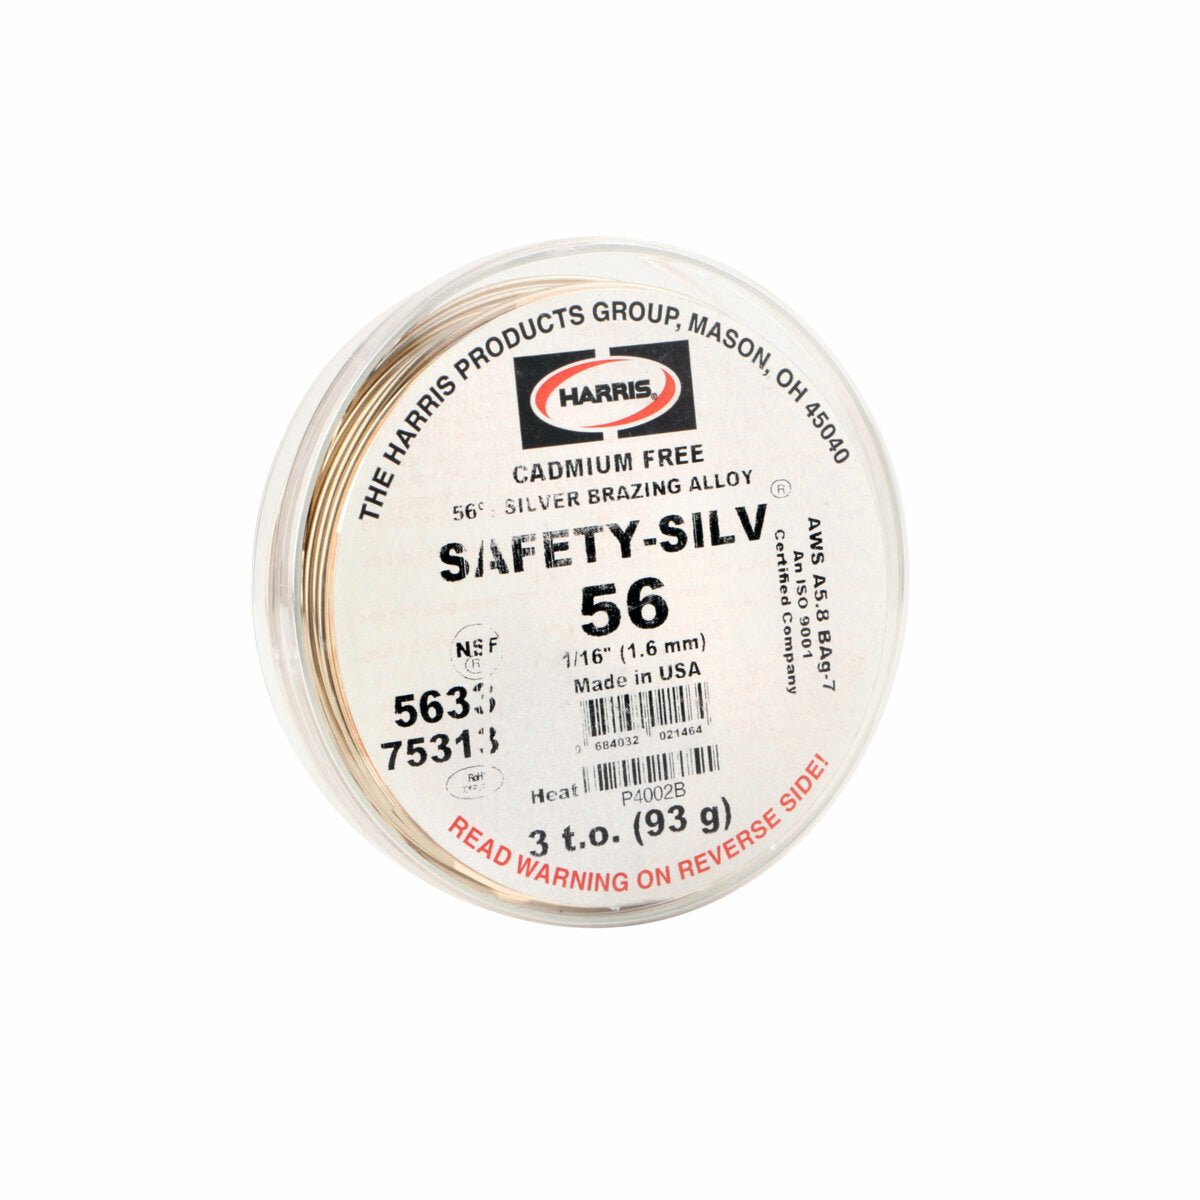 THE HARRIS PRODUCTS GROUP, MASON, OH 45040
HARRIS®
CADMIUM FREE
SILVER BRAZING ALLOY
SAFETY-SILV ®
56
1/16" (1.6 mm)
Made in USA
NSF
®
5633
75313
684032 021464
Heat
P4002B
3 t.o. (93 g)
AWS A5.8 BAg-7
An ISO 9001
Certified Company
READ WARNING ON REVERSE SIDE!